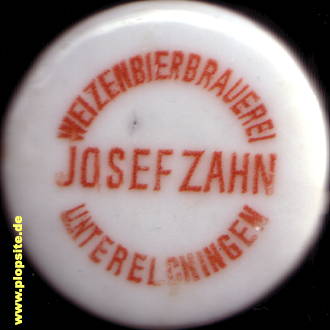 WEIZENBIERBRAUEREI
JOSEF ZAHN
UNTERELCHINGEN
www.plopsite.de